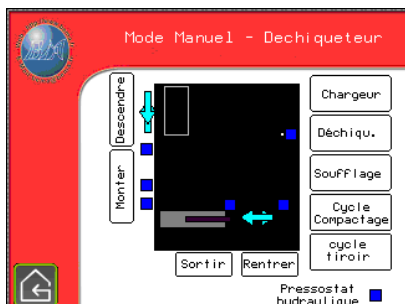 Mode Manuel - Dechiqueteur
Descendre
Monter
Chargeur
Déchiqu.
Soufflage
Cycle
Compactage
cycle
tiroir
Sortir
Rentrer
Pressostat
hydraulique